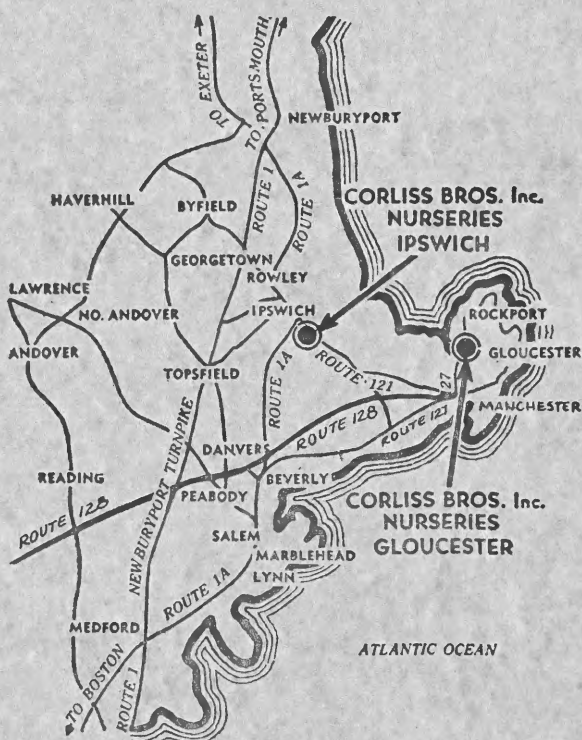 TO EXETER
TO PORTSMOUTH
NEWBURYPORT
ROUTE 1
ROUTE 1A
HAVERHILL
BYFIELD
CORLISS BROS. Inc.
NURSERIES
IPSWICH
GEORGETOWN
ROWLEY
LAWRENCE
NO. ANDOVER
IPSWICH
ROCKPORT
ANDOVER
GLOUCESTER
TOPSFIELD
ROUTE 1A
ROUTE 121
127
MANCHESTER
ROUTE 128
ROUTE 127
DANVERS
READING
NEWBURYPORT TURNPIKE
PEABODY
BEVERLY
ROUTE 128
CORLISS BROS. Inc.
NURSERIES
GLOUCESTER
SALEM
MARBLEHEAD
LYNN
ROUTE 1A
MEDFORD
ATLANTIC OCEAN
TO BOSTON
ROUTE 1